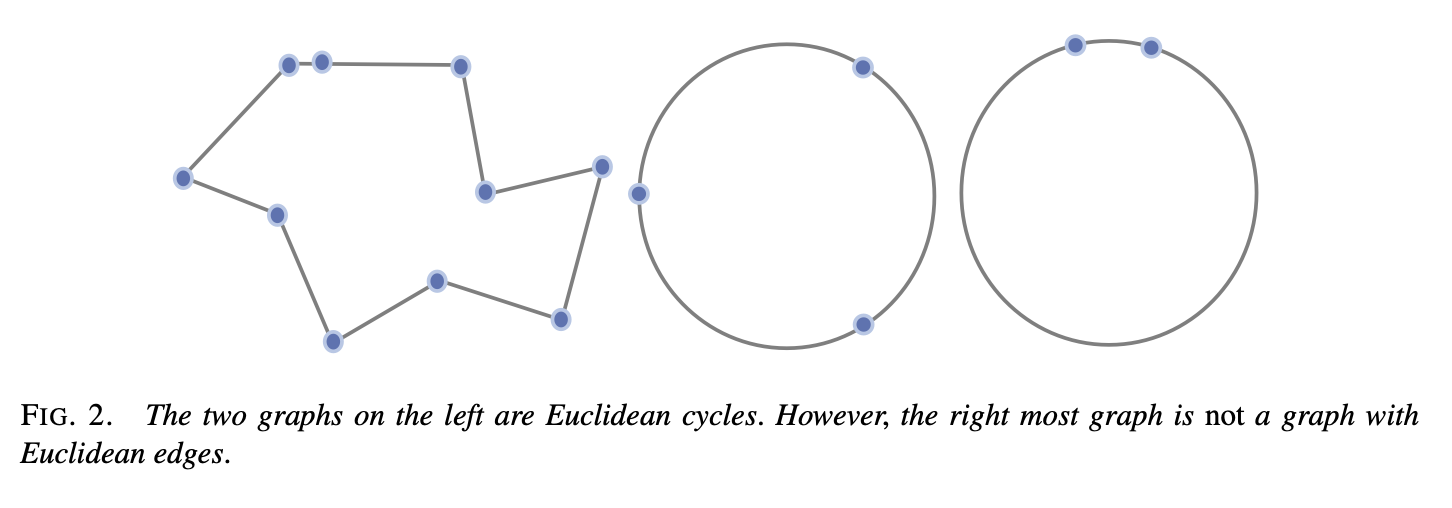 FIG. 2. The two graphs on the left are Euclidean cycles. However, the right most graph is not a graph with
Euclidean edges.